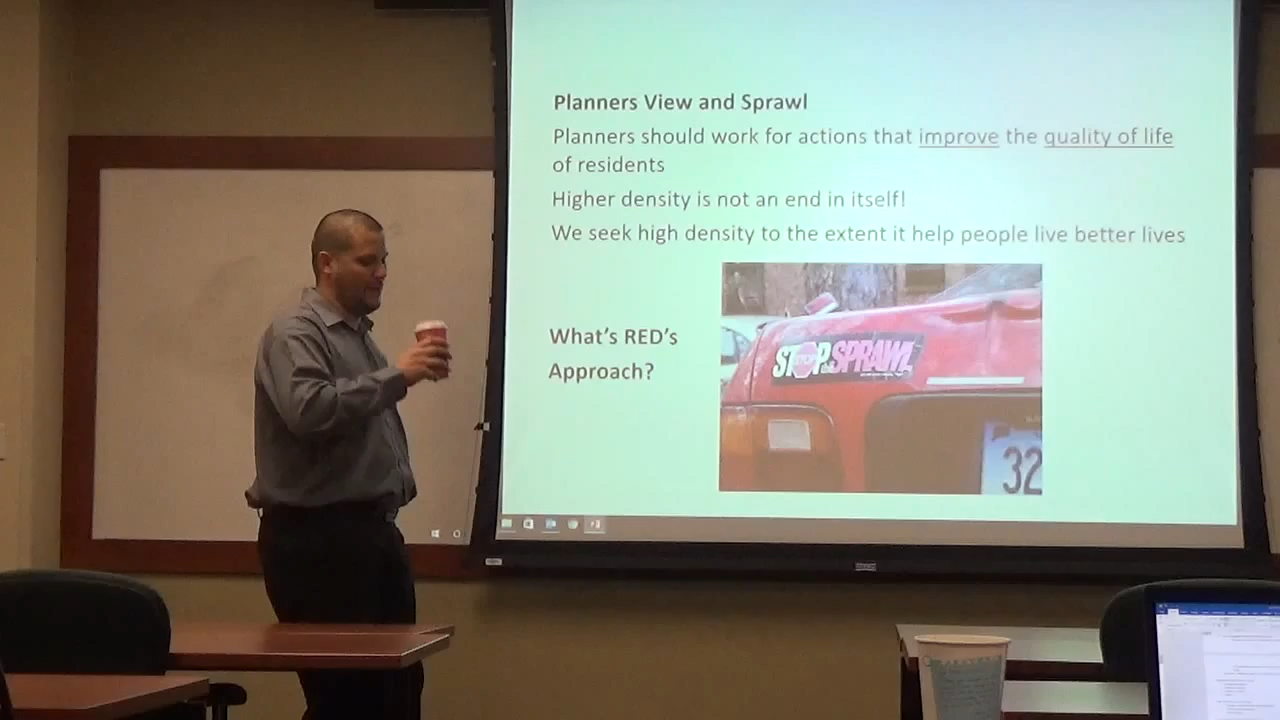 Planners View and Sprawl
Planners should work for actions that improve the quality of life
of residents
Higher density is not an end in itself!
We seek high density to the extent it help people live better lives
What's RED's
Approach?
STOP SPRAWL
32